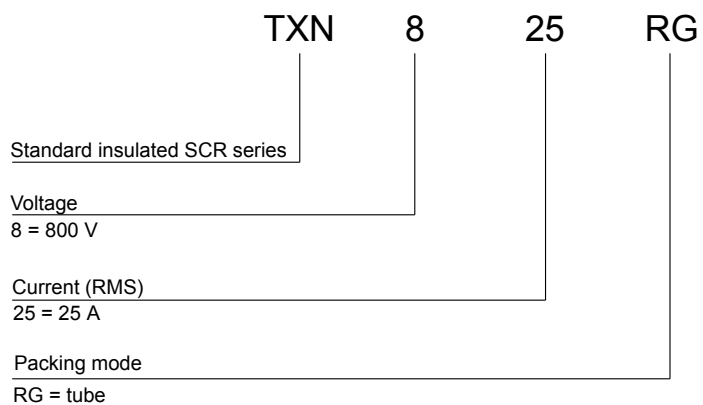 TXN 8 25 RG
Standard insulated SCR series
Voltage
8 = 800 V
Current (RMS)
25 = 25 A
Packing mode
RG = tube